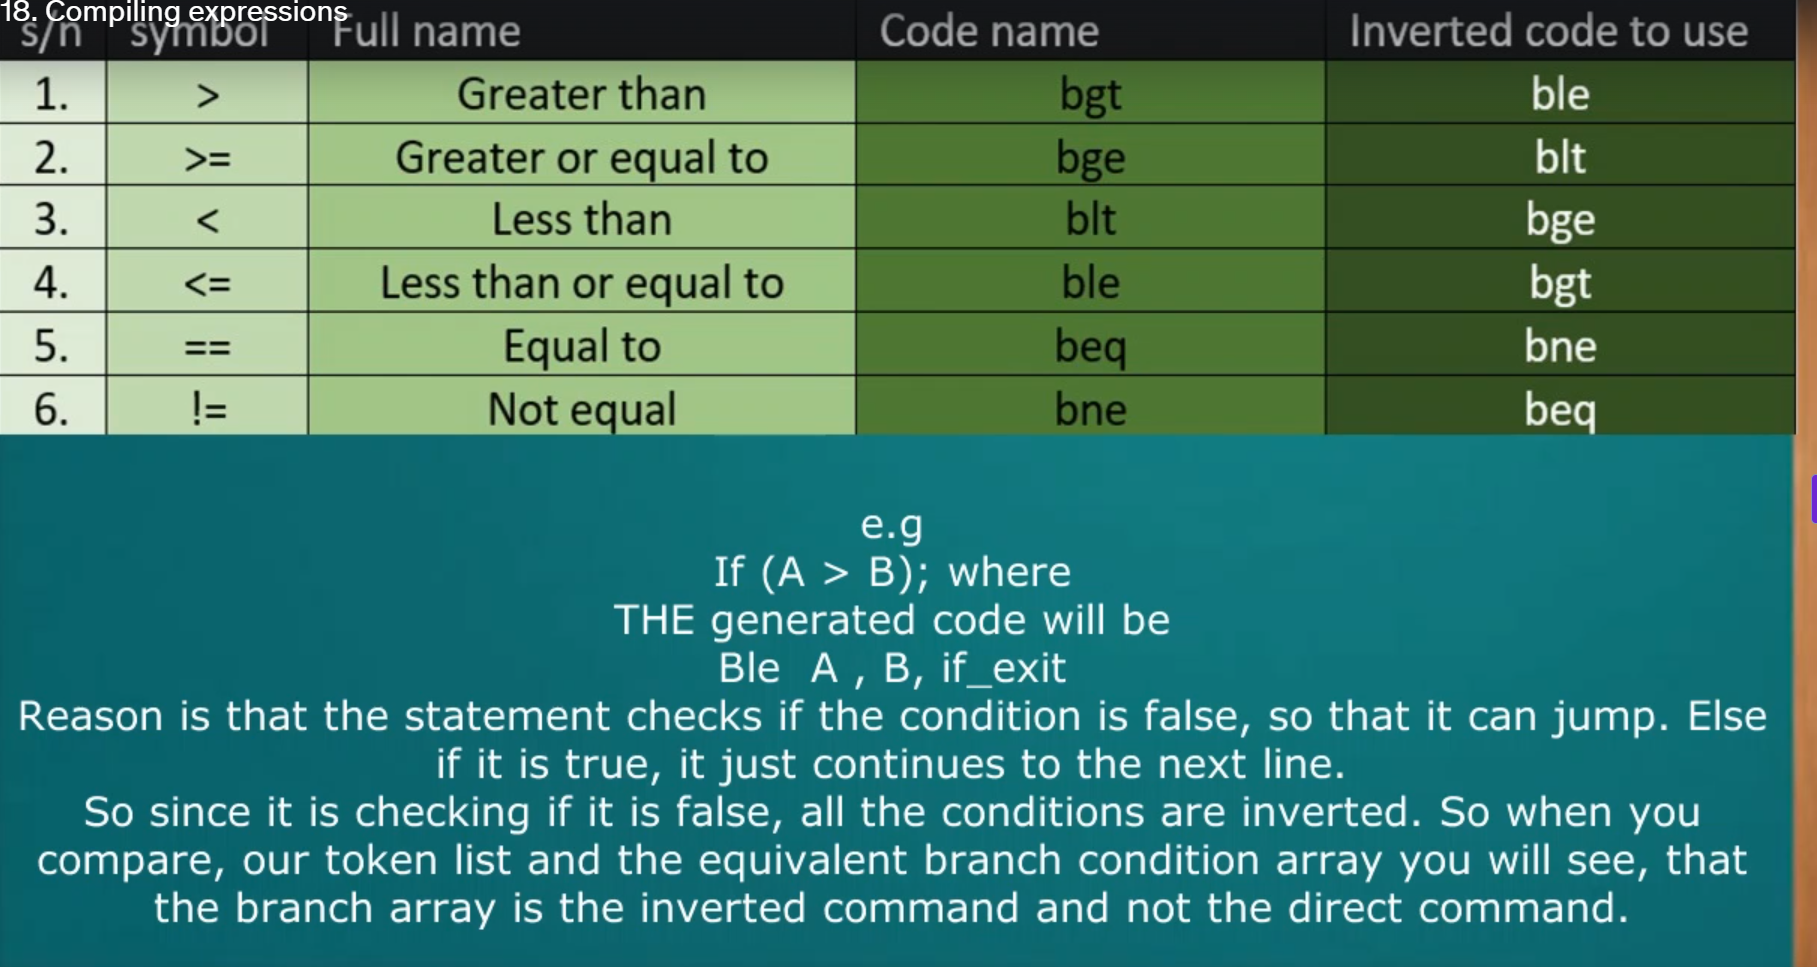 18. Compiling expressions
s/n symbol Full name Code name Inverted code to use
1. > Greater than bgt ble
2. >= Greater or equal to bge blt
3. < Less than blt bge
4. <= Less than or equal to ble bgt
5. == Equal to beq bne
6. != Not equal bne beq
e.g
If (A > B); where
THE generated code will be
Ble A , B, if_exit
Reason is that the statement checks if the condition is false, so that it can jump. Else
if it is true, it just continues to the next line.
So since it is checking if it is false, all the conditions are inverted. So when you
compare, our token list and the equivalent branch condition array you will see, that
the branch array is the inverted command and not the direct command.